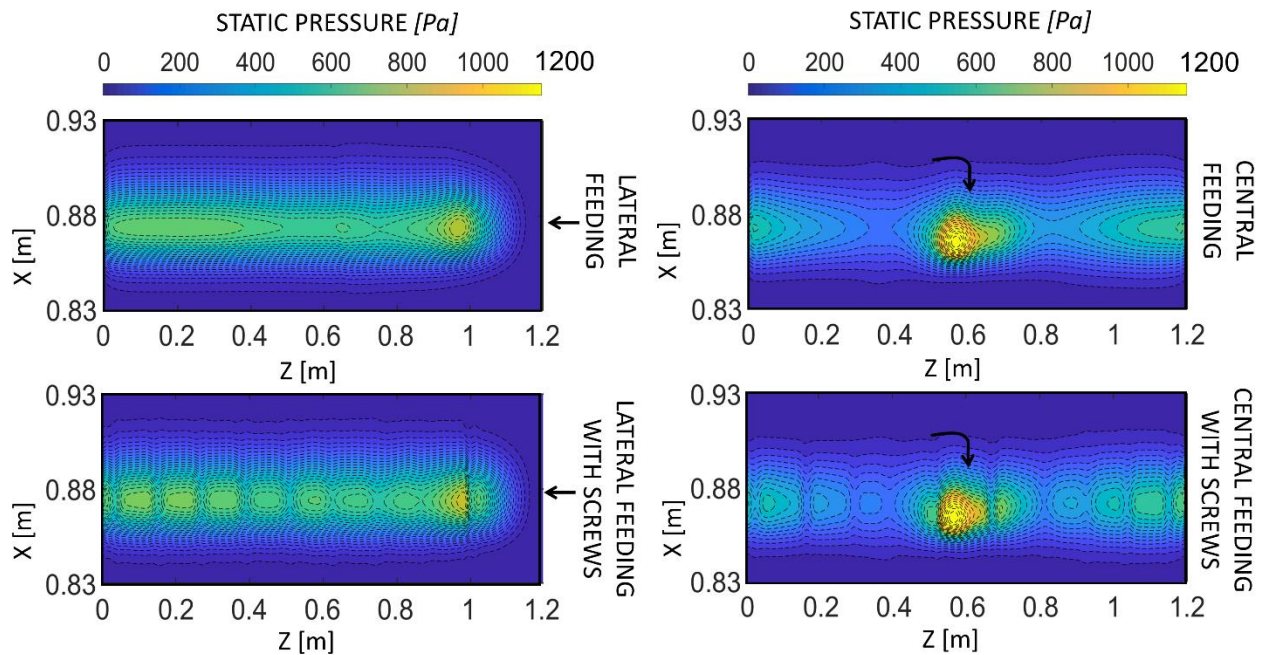 STATIC PRESSURE [Pa]
0 200 400 600 800 1000 1200
0.93
0.88
0.83
X [m]
0 0.2 0.4 0.6 0.8 1 1.2
Z [m]
LATERAL
FEEDING
STATIC PRESSURE [Pa]
0 200 400 600 800 1000 1200
0.93
0.88
0.83
X [m]
0 0.2 0.4 0.6 0.8 1 1.2
Z [m]
CENTRAL
FEEDING
0.93
0.88
0.83
X [m]
0 0.2 0.4 0.6 0.8 1 1.2
Z [m]
LATERAL FEEDING
WITH SCREWS
0.93
0.88
0.83
X [m]
0 0.2 0.4 0.6 0.8 1 1.2
Z [m]
CENTRAL FEEDING
WITH SCREWS